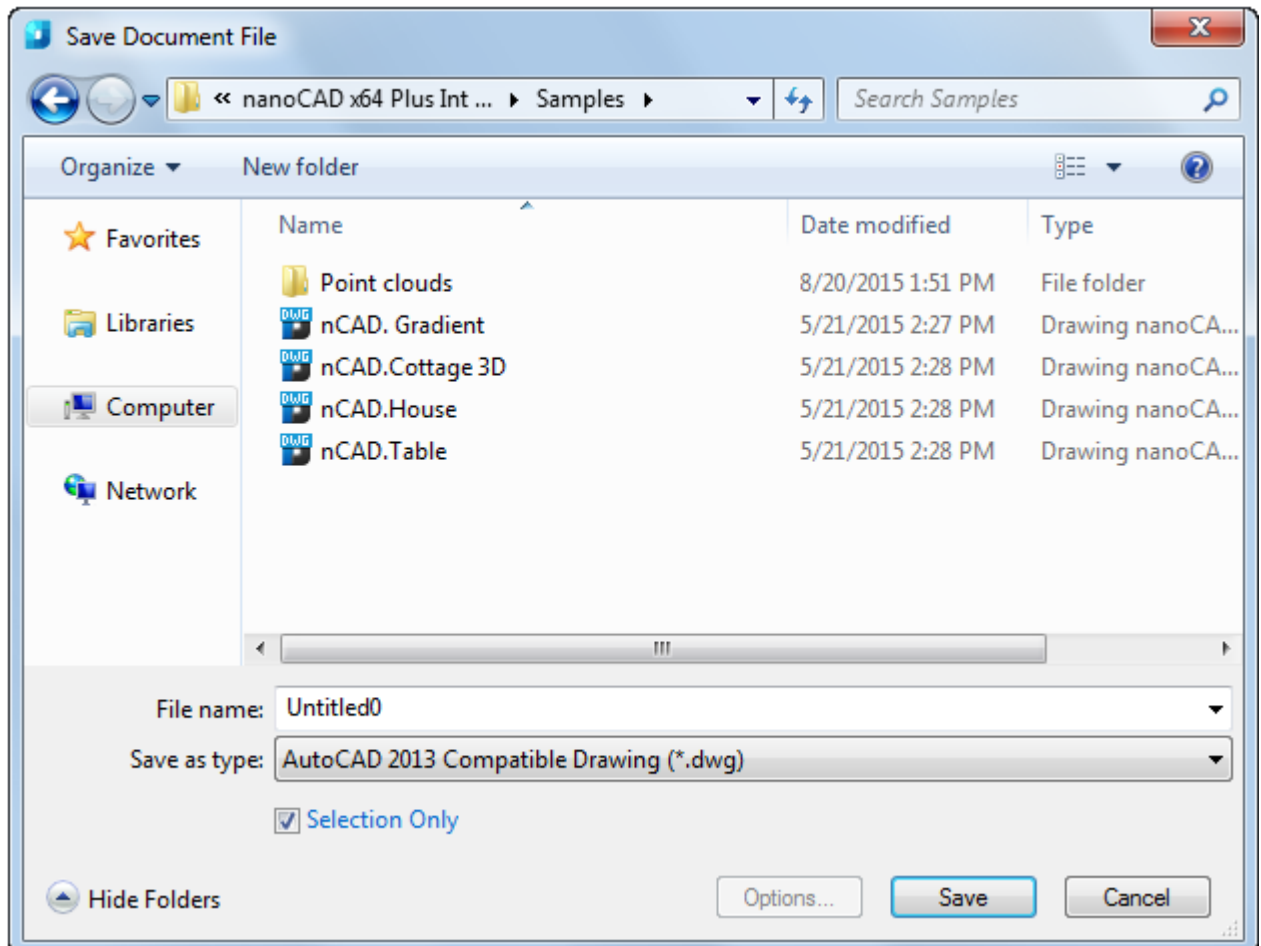 Save Document File
« nanoCAD x64 Plus Int ... Samples Search Samples
Organize New folder
Name Date modified Type
Favorites
Point clouds 8/20/2015 1:51 PM File folder
Libraries
DWG nCAD. Gradient 5/21/2015 2:27 PM Drawing nanoCA...
DWG nCAD.Cottage 3D 5/21/2015 2:28 PM Drawing nanoCA...
Computer
DWG nCAD.House 5/21/2015 2:28 PM Drawing nanoCA...
DWG nCAD.Table 5/21/2015 2:28 PM Drawing nanoCA...
Network
File name: Untitled0
Save as type: AutoCAD 2013 Compatible Drawing (*.dwg)
Selection Only
Hide Folders Options... Save Cancel